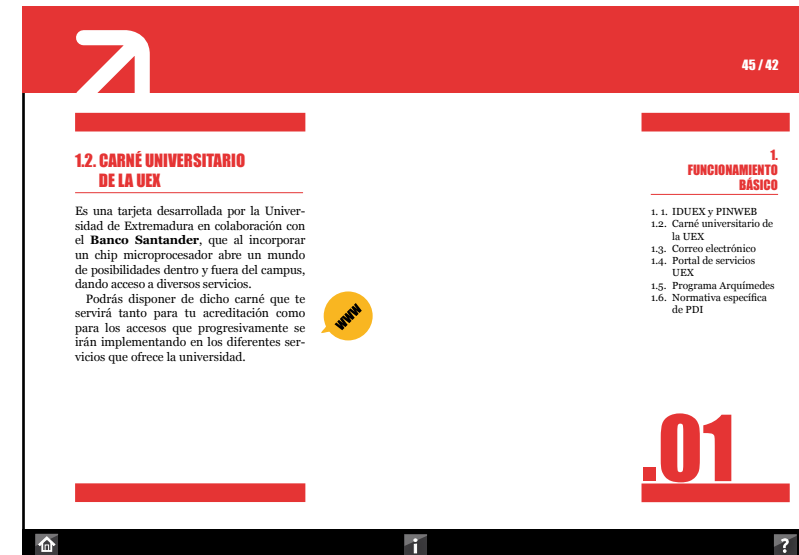 45 / 42
1.2. CARNÉ UNIVERSITARIO
DE LA UEX
Es una tarjeta desarrollada por la Univer-
sidad de Extremadura en colaboración con
el Banco Santander, que al incorporar
un chip microprocesador abre un mundo
de posibilidades dentro y fuera del campus,
dando acceso a diversos servicios.
Podrás disponer de dicho carné que te
servirá tanto para tu acreditación como
para los accesos que progresivamente se
irán implementando en los diferentes ser-
vicios que ofrece la universidad.
WWW
1.
FUNCIONAMIENTO
BÁSICO
1. 1. IDUEX y PINWEB
1.2. Carné universitario de
la UEX
1.3. Correo electrónico
1.4. Portal de servicios
UEX
1.5. Programa Arquímedes
1.6. Normativa específica
de PDI
.01
i
?